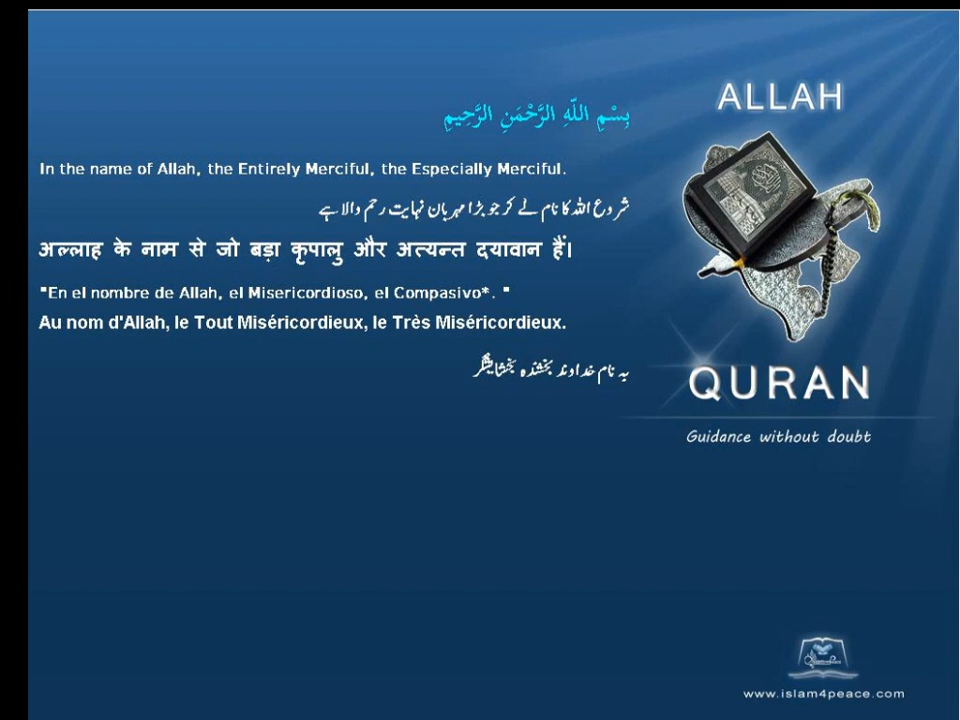 بِسْمِ اللَّهِ الرَّحْمَنِ الرَّحِيمِ
In the name of Allah, the Entirely Merciful, the Especially Merciful.
شروع الله کا نام لے کر جو بڑا مہربان نہایت رحم والا ہے
अल्लाह के नाम से जो बड़ा कृपालु और अत्यन्त दयावान हैं।
"En el nombre de Allah, el Misericordioso, el Compasivo*. "
Au nom d'Allah, le Tout Miséricordieux, le Très Miséricordieux.
به نام خداوند بخشنده بخشایشگر
ALLAH
QURAN
Guidance without doubt
www.islam4peace.com